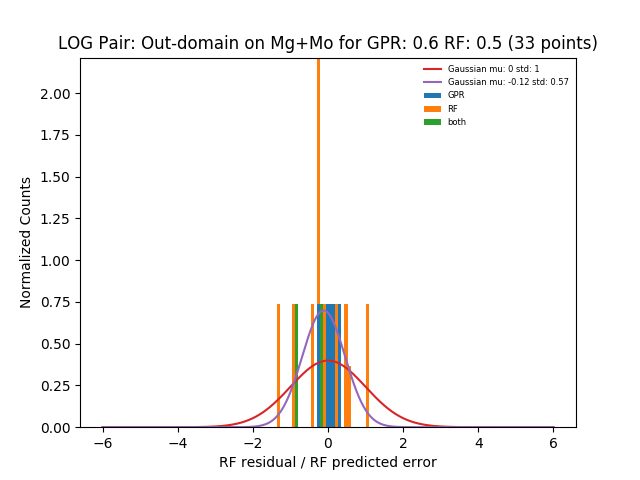 LOG Pair: Out-domain on Mg+Mo for GPR: 0.6 RF: 0.5 (33 points)
Gaussian mu: 0 std: 1
Gaussian mu: -0.12 std: 0.57
GPR
RF
both
Normalized Counts
2.00
1.75
1.50
1.25
1.00
0.75
0.50
0.25
0.00
−6
−4
−2
0
2
4
6
RF residual / RF predicted error